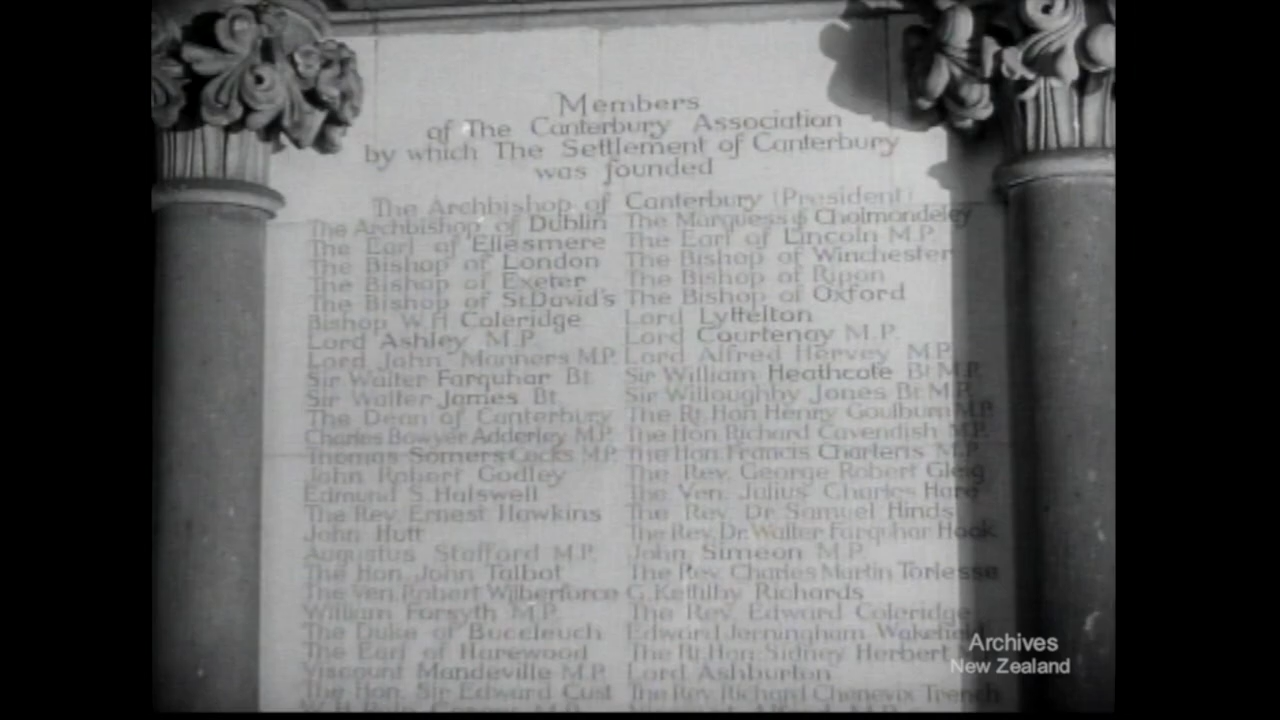 Members
of The Canterbury Association
by which The Settlement of Canterbury
was founded
The Archbishop of Canterbury (President)
The Archbishop of Dublin The Marquess of Cholmondeley
The Earl of Ellesmere The Earl of Lincoln M.P.
The Bishop of London The Bishop of Winchester
The Bishop of Exeter The Bishop of Ripon
The Bishop of St.David's The Bishop of Oxford
Bishop W.H Coleridge Lord Lyttelton
Lord Ashley M.P. Lord Courtenay M.P.
Lord John Manners M.P. Lord Alfred Hervey M.P.
Sir Walter Farquhar Bt. Sir William Heathcote Bt M.P.
Sir Walter James Bt. Sir Willoughby Jones Bt M.P.
The Dean of Canterbury The Rt. Hon Henry Goulburn M.P.
Charles Bowyer Adderley M.P. The Hon Richard Cavendish M.P.
Thomas Somers Cocks M.P. The Hon. Francis Charteris M.P.
John Robert Godley The Rev. George Robert Gleig
Edmund S. Halswell The Ven. Julius Charles Hare
The Rev. Ernest Hawkins The Rev. Dr. Samuel Hinds
John Hutt The Rev. Dr. Walter Farquhar Hook
Augustus Stafford M.P. John Simeon M.P.
The Hon. John Talbot The Rev. Charles Martin Torlesse
The Ven. Robert Wilberforce G. Kettilby Richards
William Forsyth M.P. The Rev. Edward Coleridge
The Duke of Buccleuch Edward Jerningham Wakefield
The Earl of Harewood The Rt. Hon. Sidney Herbert
Viscount Mandeville M.P. Lord Ashburton
The Hon. Sir Edward Cust The Rev. Richard Chenevix Trench
Archives
New Zealand